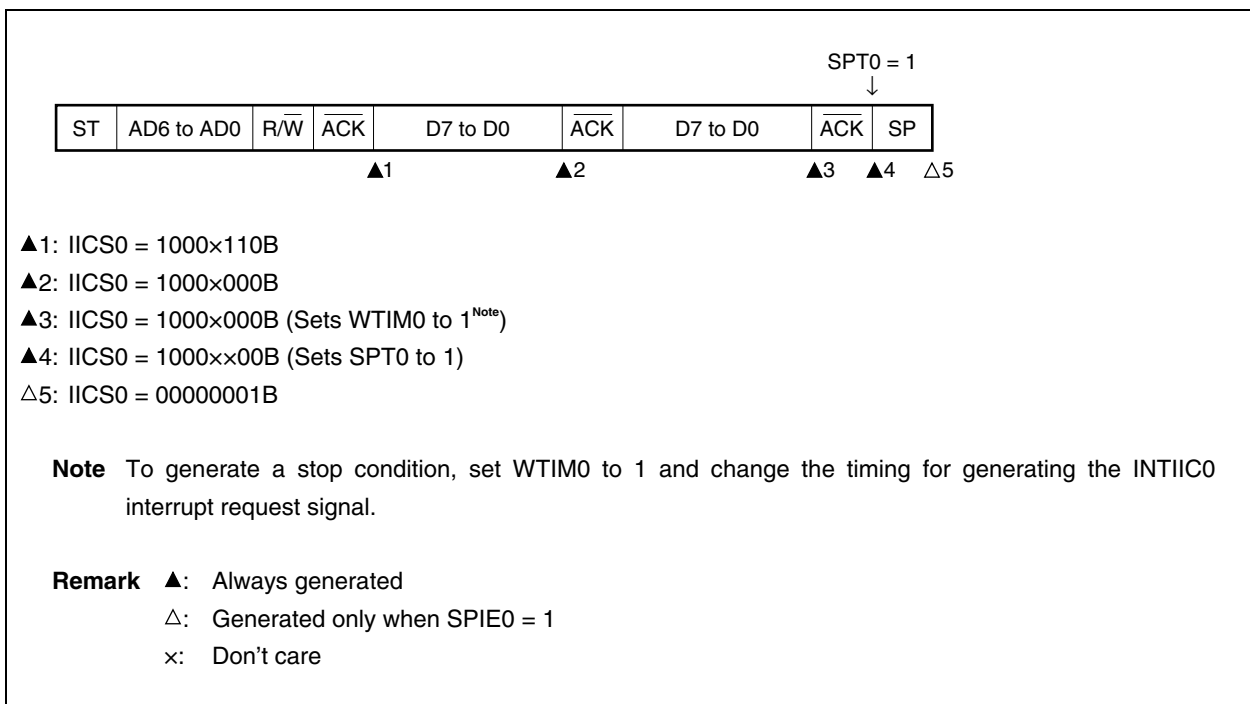 SPT0 = 1
↓
ST AD6 to AD0 R/W̅ A̅C̅K̅ D7 to D0 A̅C̅K̅ D7 to D0 A̅C̅K̅ SP
▲1 ▲2 ▲3 ▲4 △5
▲1: IICS0 = 1000×110B
▲2: IICS0 = 1000×000B
▲3: IICS0 = 1000×000B (Sets WTIM0 to 1Note)
▲4: IICS0 = 1000××00B (Sets SPT0 to 1)
△5: IICS0 = 00000001B
Note To generate a stop condition, set WTIM0 to 1 and change the timing for generating the INTIIC0
interrupt request signal.
Remark ▲: Always generated
△: Generated only when SPIE0 = 1
×: Don't care